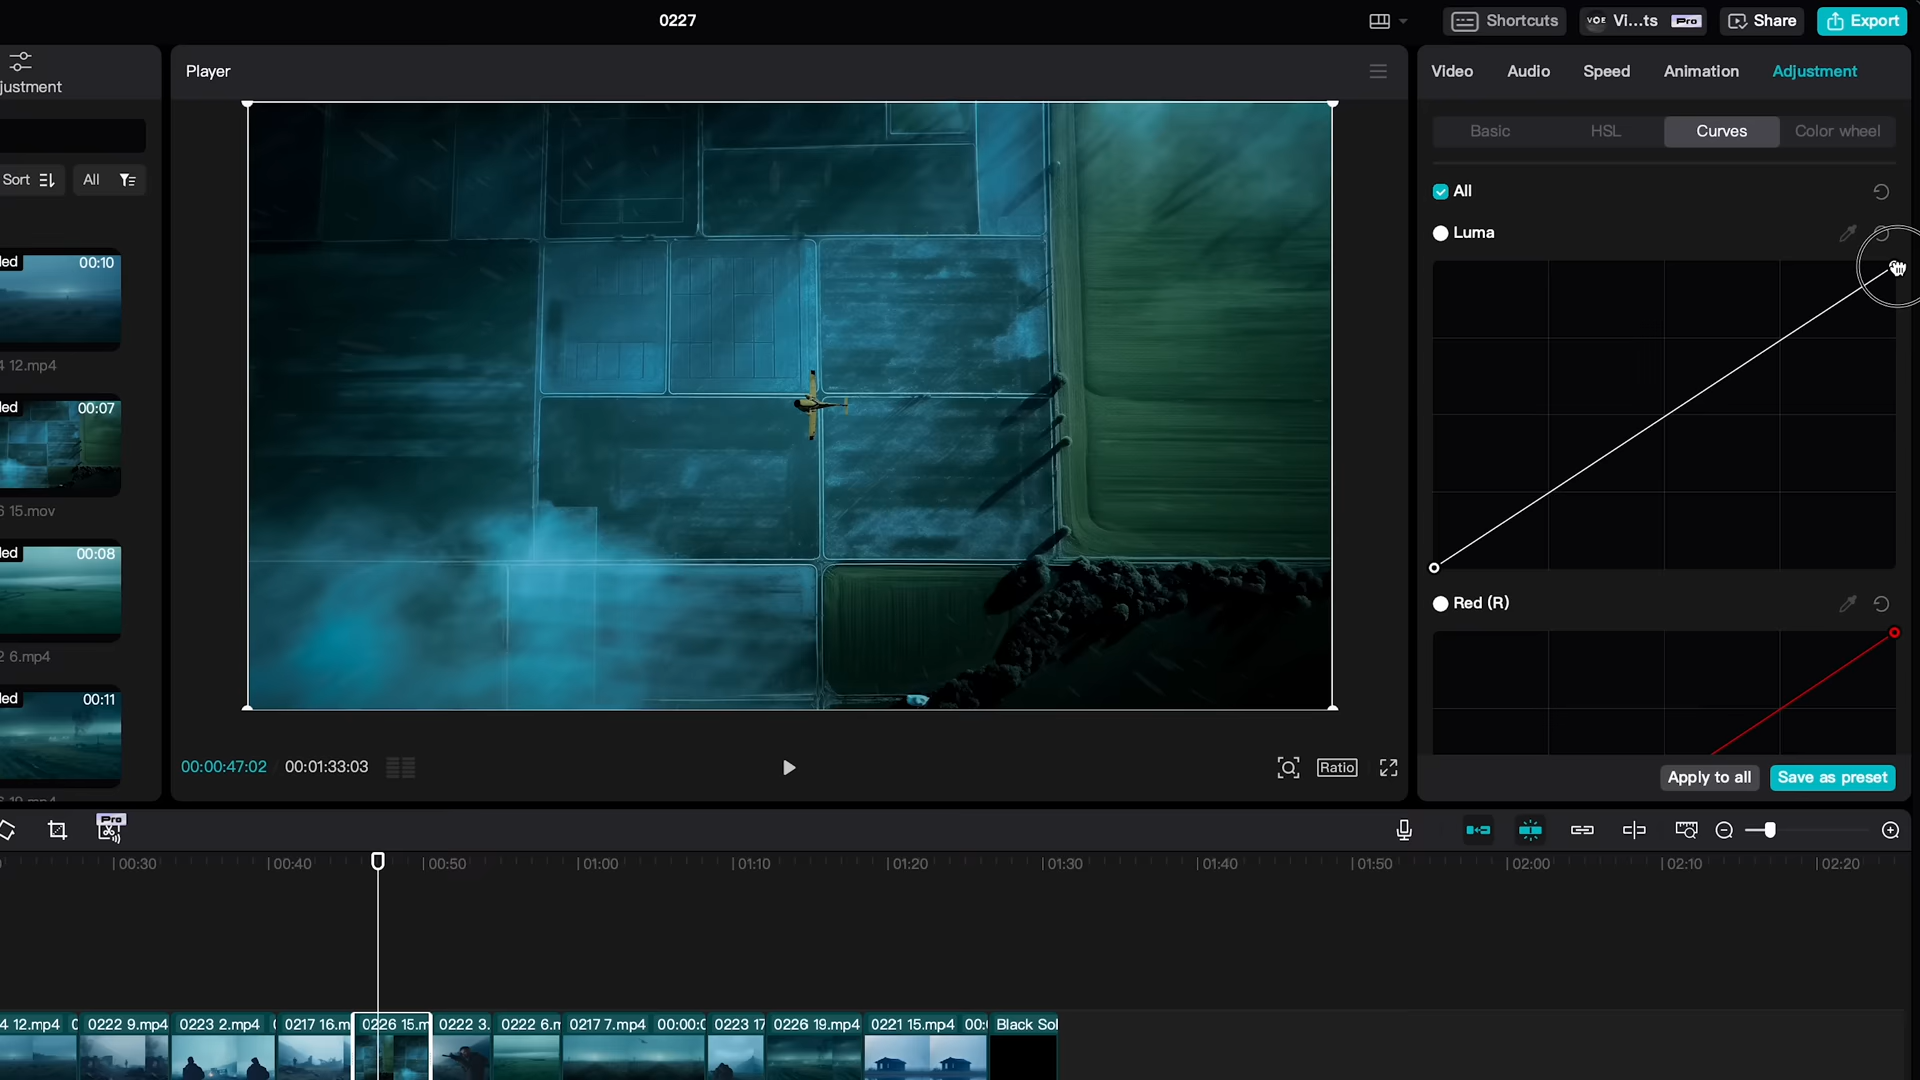 0227
Shortcuts
Vi...ts
Pro
Share
Export
justment
Player
Video
Audio
Speed
Animation
Adjustment
Basic
HSL
Curves
Color wheel
Sort
All
All
Luma
ded
00:10
4 12.mp4
ded
00:07
6 15.mov
ded
00:08
2 6.mp4
ded
00:11
Red (R)
00:00:47:02
00:01:33:03
Ratio
Apply to all
Save as preset
Pro
00:30
00:40
00:50
01:00
01:10
01:20
01:30
01:40
01:50
02:00
02:10
02:20
4 12.mp4
0222 9.mp4
0223 2.mp4
0217 16.m
0226 15.m
0222 3.
0222 6.m
0217 7.mp4 00:00:0
0223 17
0226 19.mp4
0221 15.mp4 00:
Black Sol